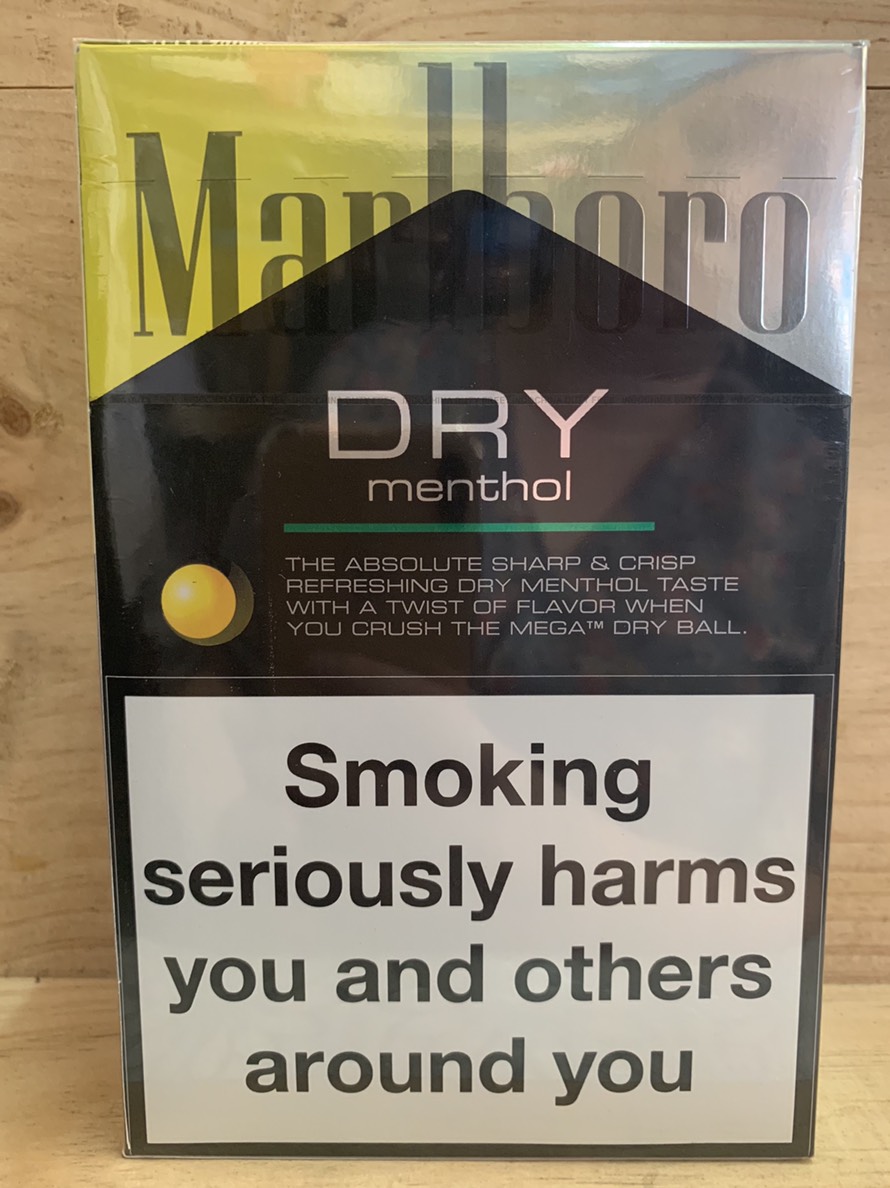 Marlboro
DRY
menthol
THE ABSOLUTE SHARP & CRISP
REFRESHING DRY MENTHOL TASTE
WITH A TWIST OF FLAVOR WHEN
YOU CRUSH THE MEGA™ DRY BALL.
Smoking
seriously harms
you and others
around you